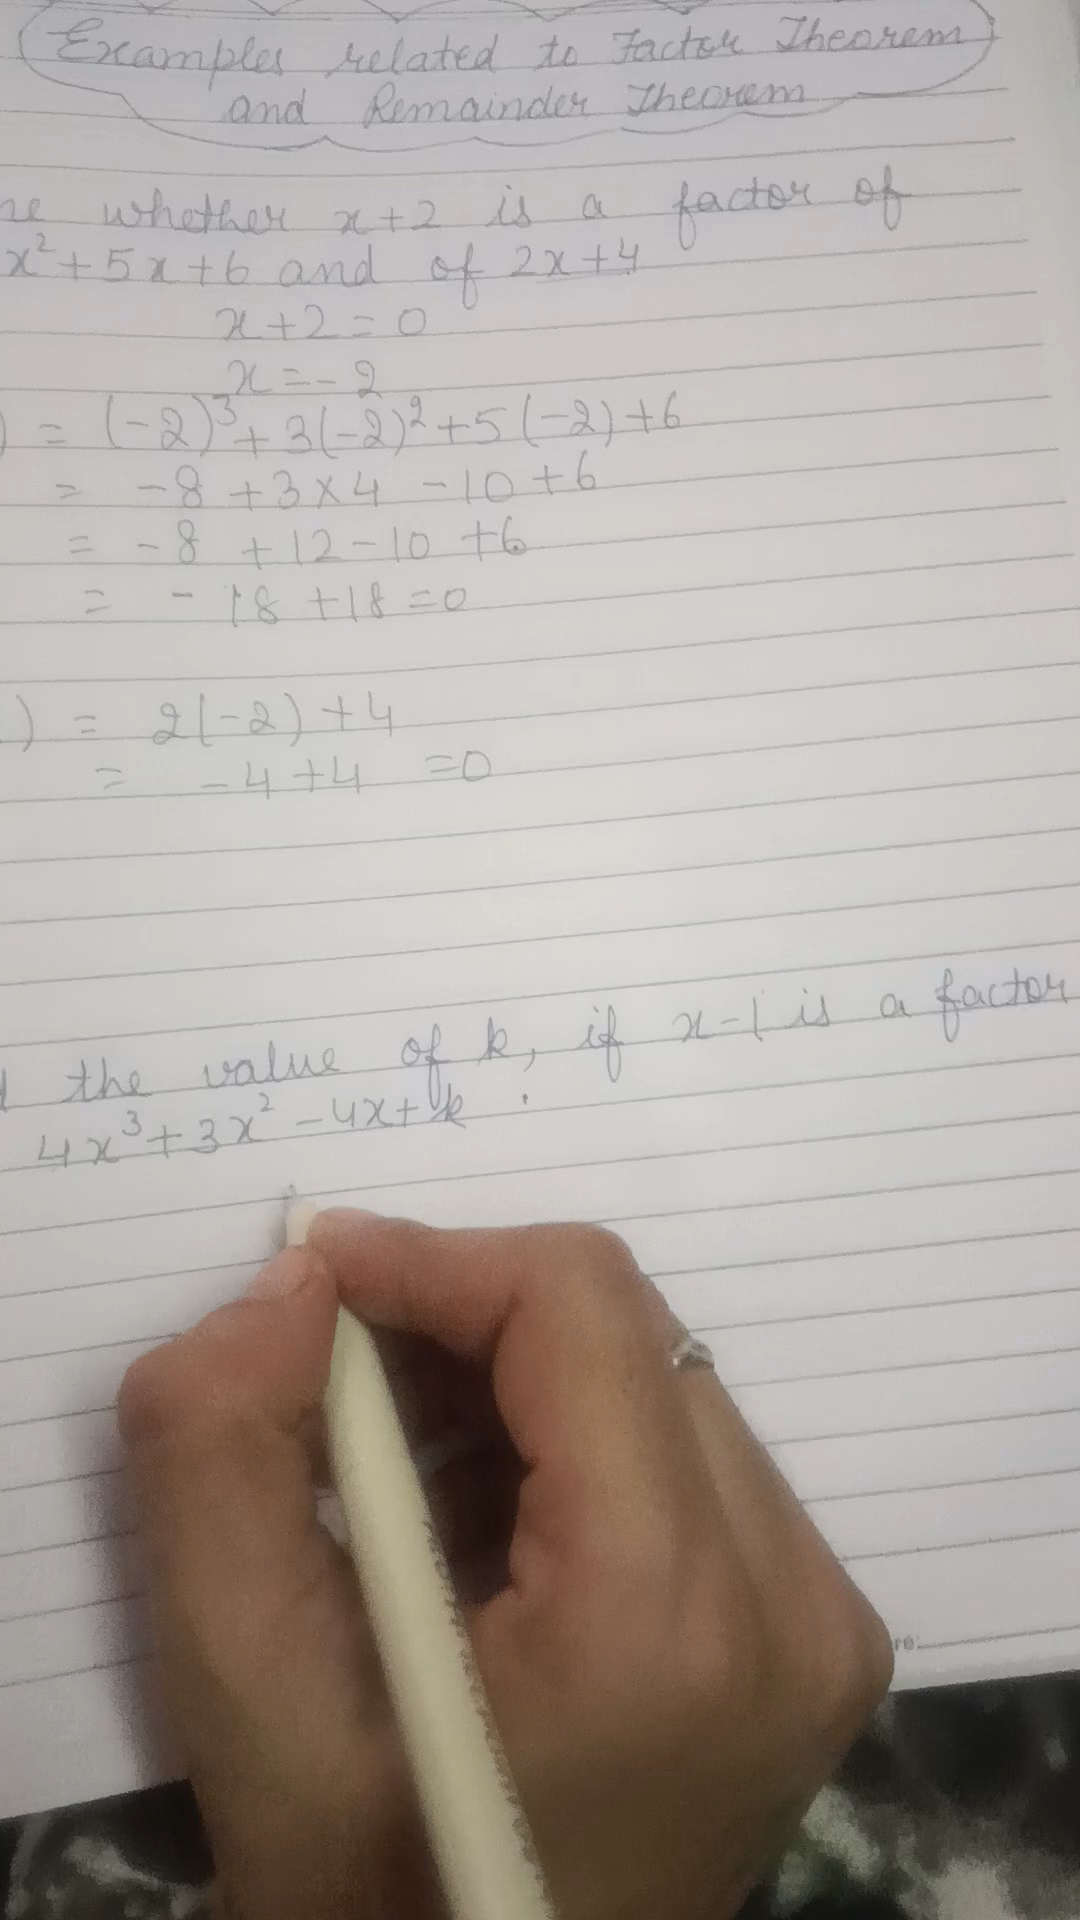 Examples related to Factor Theorem
and Remainder Theorem
whether x+2 is a factor of
x²+5x+6 and of 2x+4
x+2=0
x=-2
) = (-2)³+3(-2)²+5(-2)+6
= -8+3×4-10+6
= -8+12-10+6
= -18+18=0
) = 2(-2)+4
= -4+4=0
the value of k, if x-1 is a factor
4x³+3x²-4x+k.